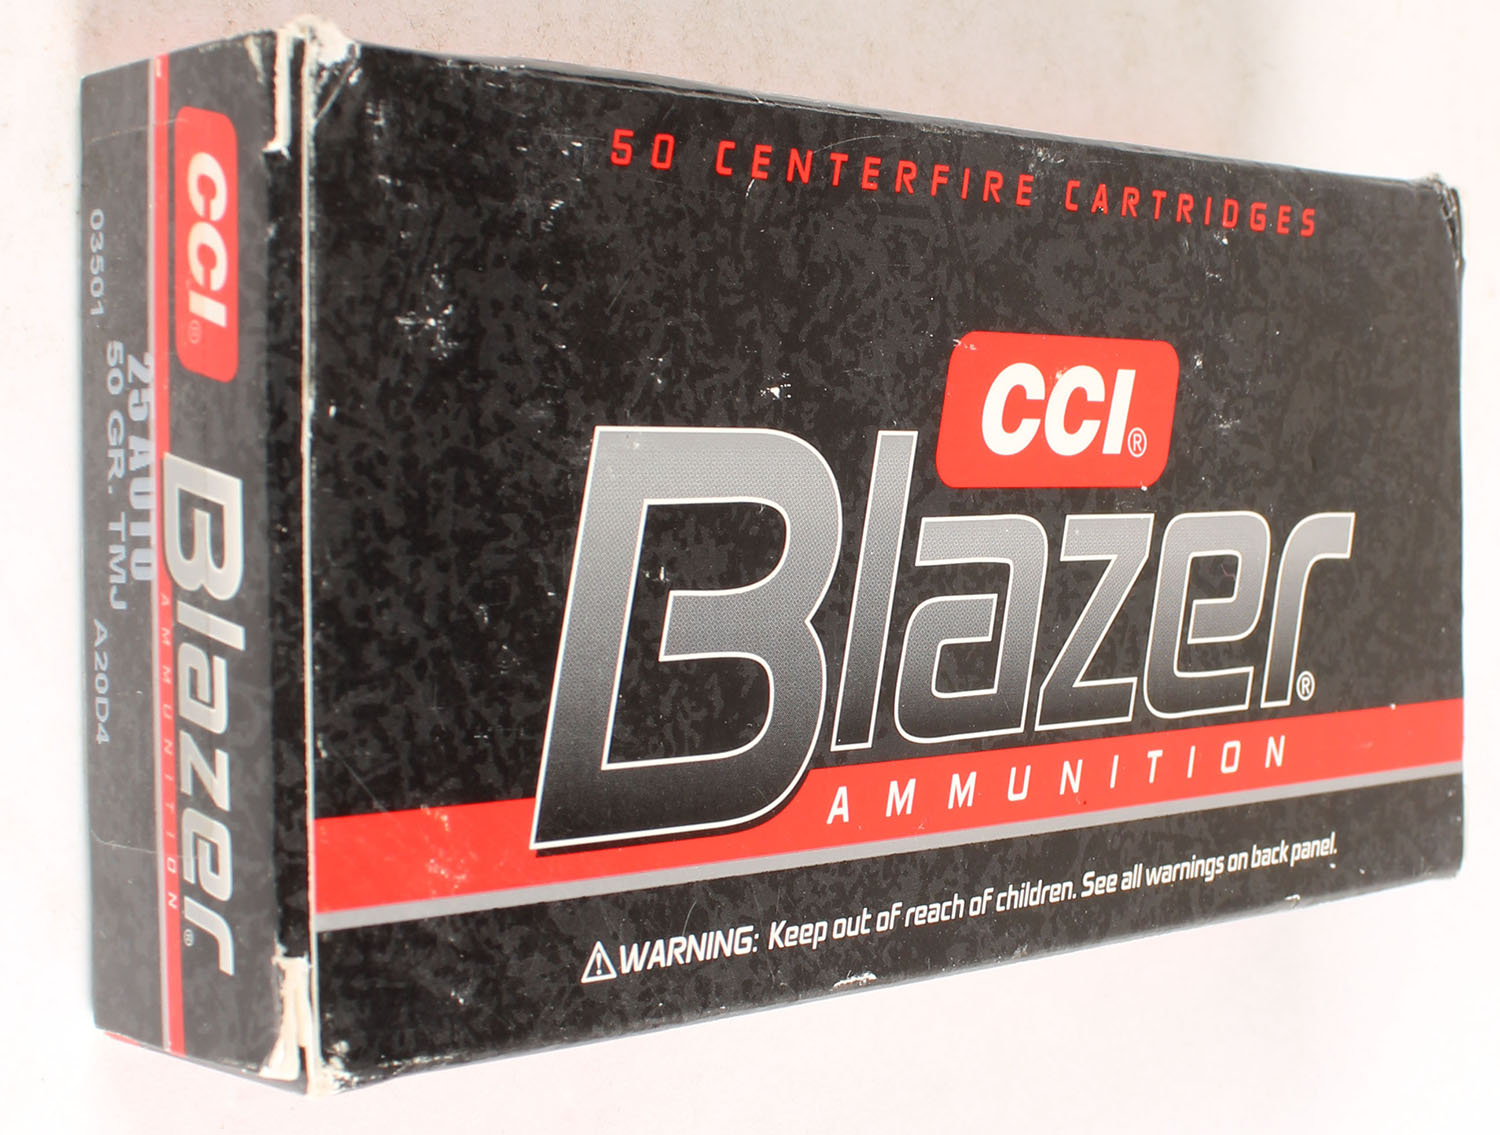 50 CENTERFIRE CARTRIDGES
CCI®
Blazer®
AMMUNITION
⚠WARNING: Keep out of reach of children. See all warnings on back panel.
CCI®
Blazer®
AMMUNITION
25 AUTO
50 GR. TMJ
03501
A20D4